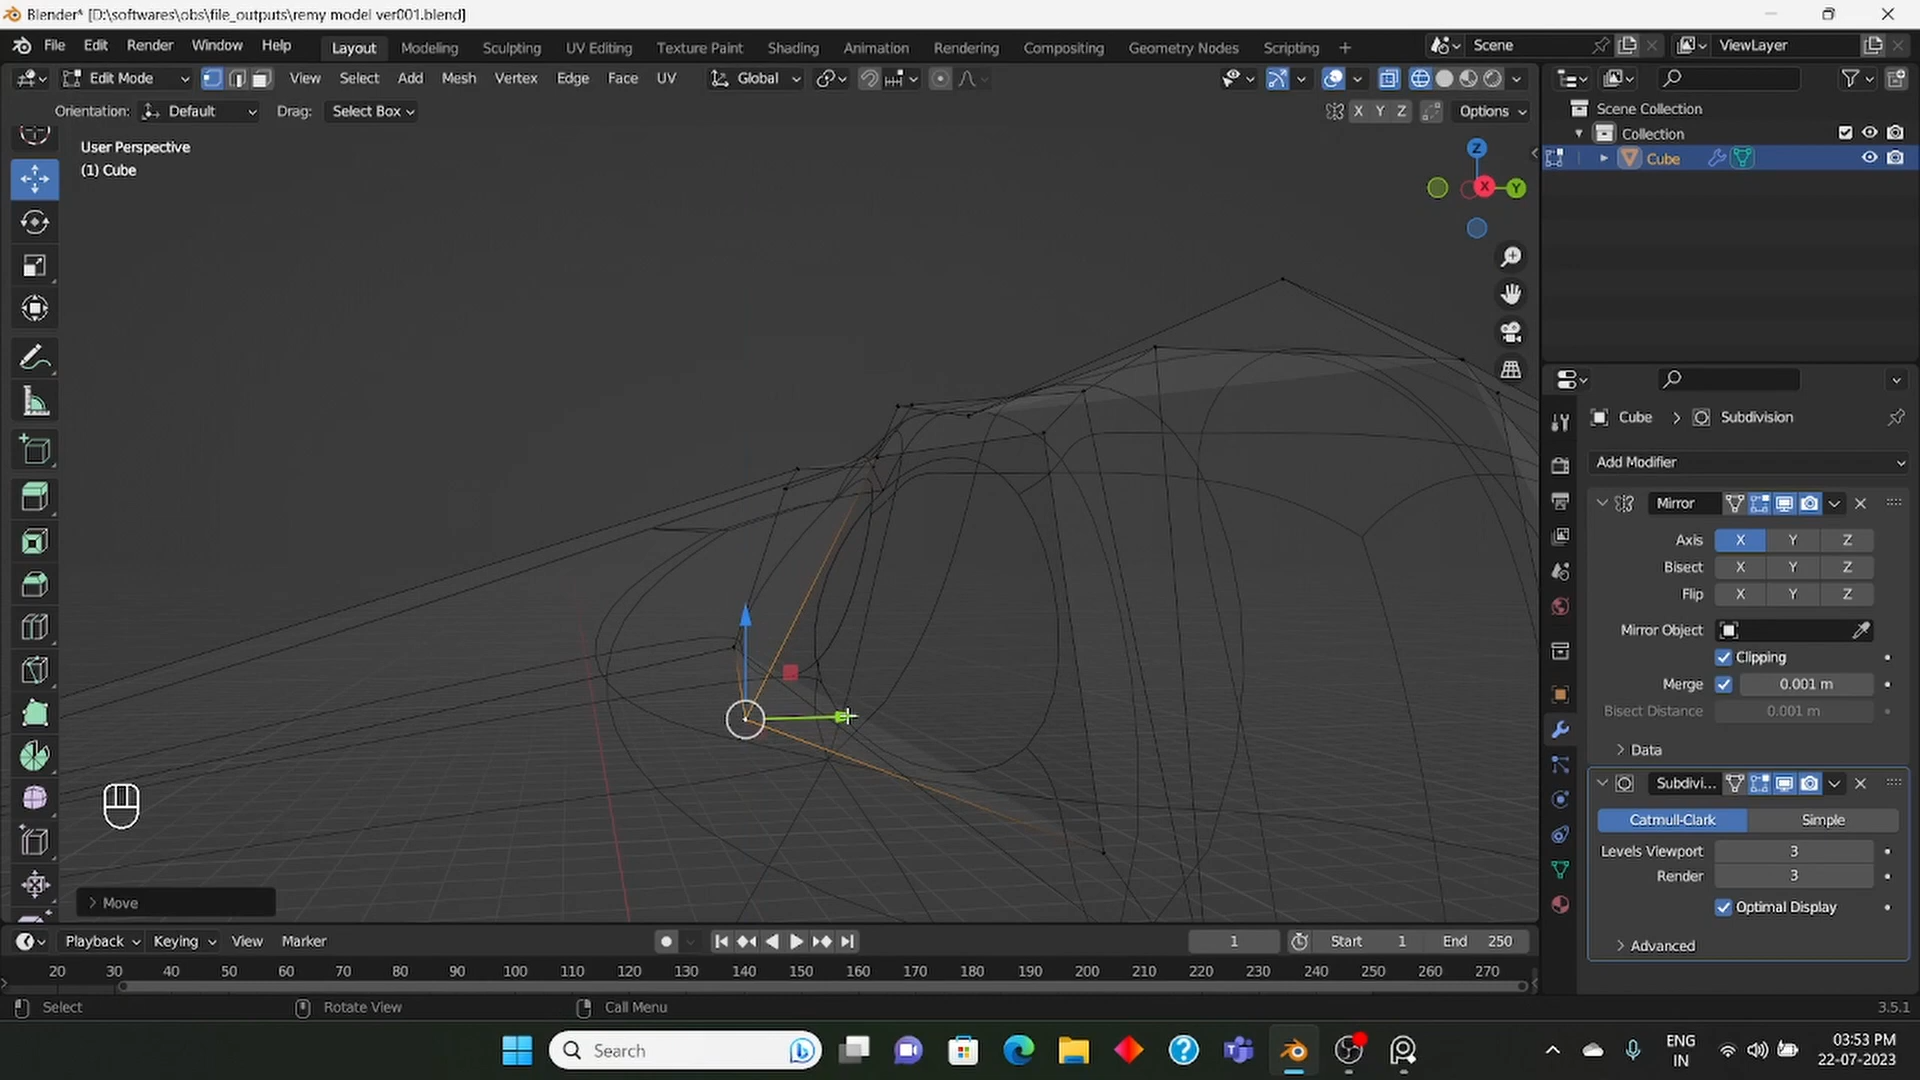 Blender* [D:\softwares\obs\file_outputs\remy model ver001.blend]
File Edit Render Window Help Layout Modeling Sculpting UV Editing Texture Paint Shading Animation Rendering Compositing Geometry Nodes Scripting + Scene ViewLayer
Edit Mode View Select Add Mesh Vertex Edge Face UV Global
Orientation: Default Drag: Select Box X Y Z Options
User Perspective
(1) Cube
Z
X
Y
Move
Scene Collection
Collection
Cube
Cube > Subdivision
Add Modifier
Mirror
Axis X Y Z
Bisect X Y Z
Flip X Y Z
Mirror Object
Clipping
Merge 0.001 m
Bisect Distance 0.001 m
Data
Subdivi...
Catmull-Clark Simple
Levels Viewport 3
Render 3
Optimal Display
Advanced
Playback Keying View Marker 1 Start 1 End 250
20 30 40 50 60 70 80 90 100 110 120 130 140 150 160 170 180 190 200 210 220 230 240 250 260 270
Select Rotate View Call Menu 3.5.1
Search
ENG
IN
03:53 PM
22-07-2023